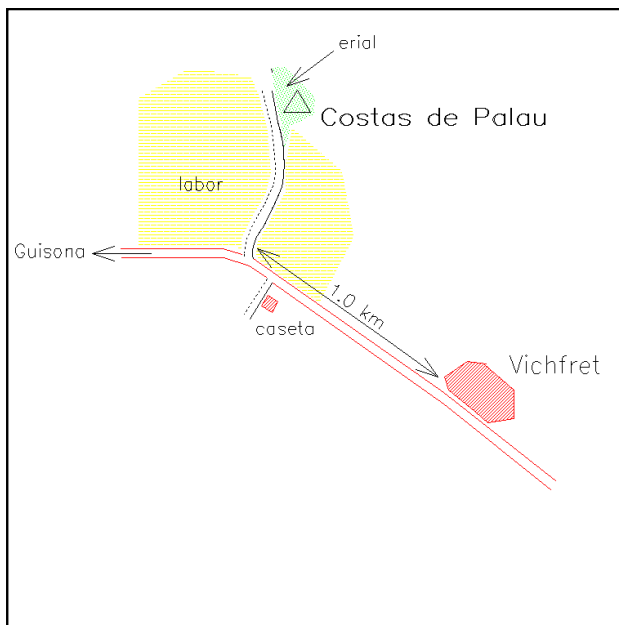 erial
Costas de Palau
labor
Guisona
1.0 km
caseta
Vichfret